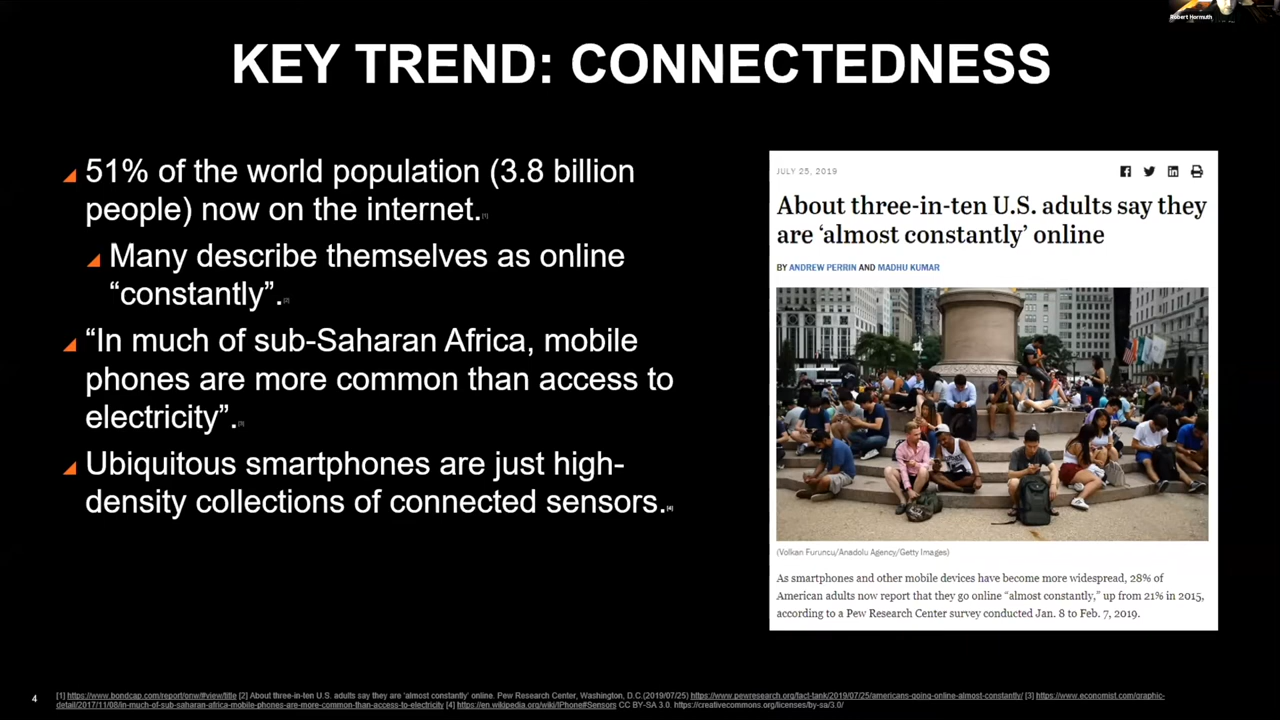 Robert Hormuth
KEY TREND: CONNECTEDNESS
51% of the world population (3.8 billion
people) now on the internet.[1]
Many describe themselves as online
“constantly”.[2]
“In much of sub-Saharan Africa, mobile
phones are more common than access to
electricity”.[3]
Ubiquitous smartphones are just high-
density collections of connected sensors.[4]
JULY 25, 2019
About three-in-ten U.S. adults say they
are ‘almost constantly’ online
BY ANDREW PERRIN AND MADHU KUMAR
(Volkan Furuncu/Anadolu Agency/Getty Images)
As smartphones and other mobile devices have become more widespread, 28% of
American adults now report that they go online “almost constantly,” up from 21% in 2015,
according to a Pew Research Center survey conducted Jan. 8 to Feb. 7, 2019.
4
[1] https://www.bondcap.com/report/onw/#view/title [2] About three-in-ten U.S. adults say they are ‘almost constantly’ online. Pew Research Center, Washington, D.C.(2019/07/25) https://www.pewresearch.org/fact-tank/2019/07/25/americans-going-online-almost-constantly/ [3] https://www.economist.com/graphic-
detail/2017/11/08/in-much-of-sub-saharan-africa-mobile-phones-are-more-common-than-access-to-electricity [4] https://en.wikipedia.org/wiki/IPhone#Sensors CC BY-SA 3.0. https://creativecommons.org/licenses/by-sa/3.0/